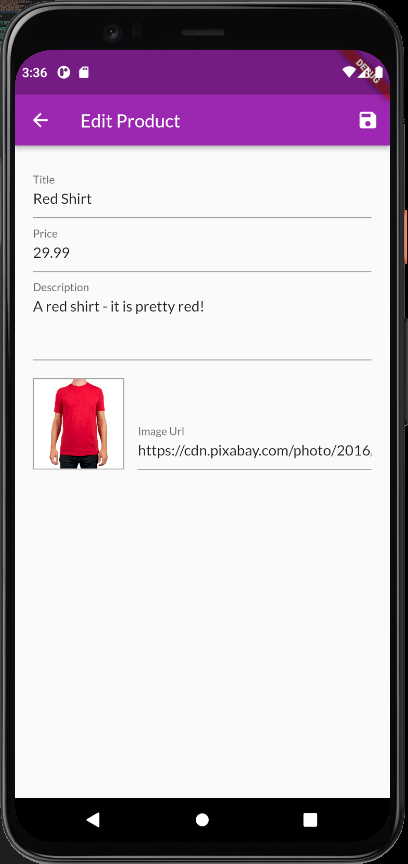 3:36
DEBUG
Edit Product
Title
Red Shirt
Price
29.99
Description
A red shirt - it is pretty red!
Image Url
https://cdn.pixabay.com/photo/2016